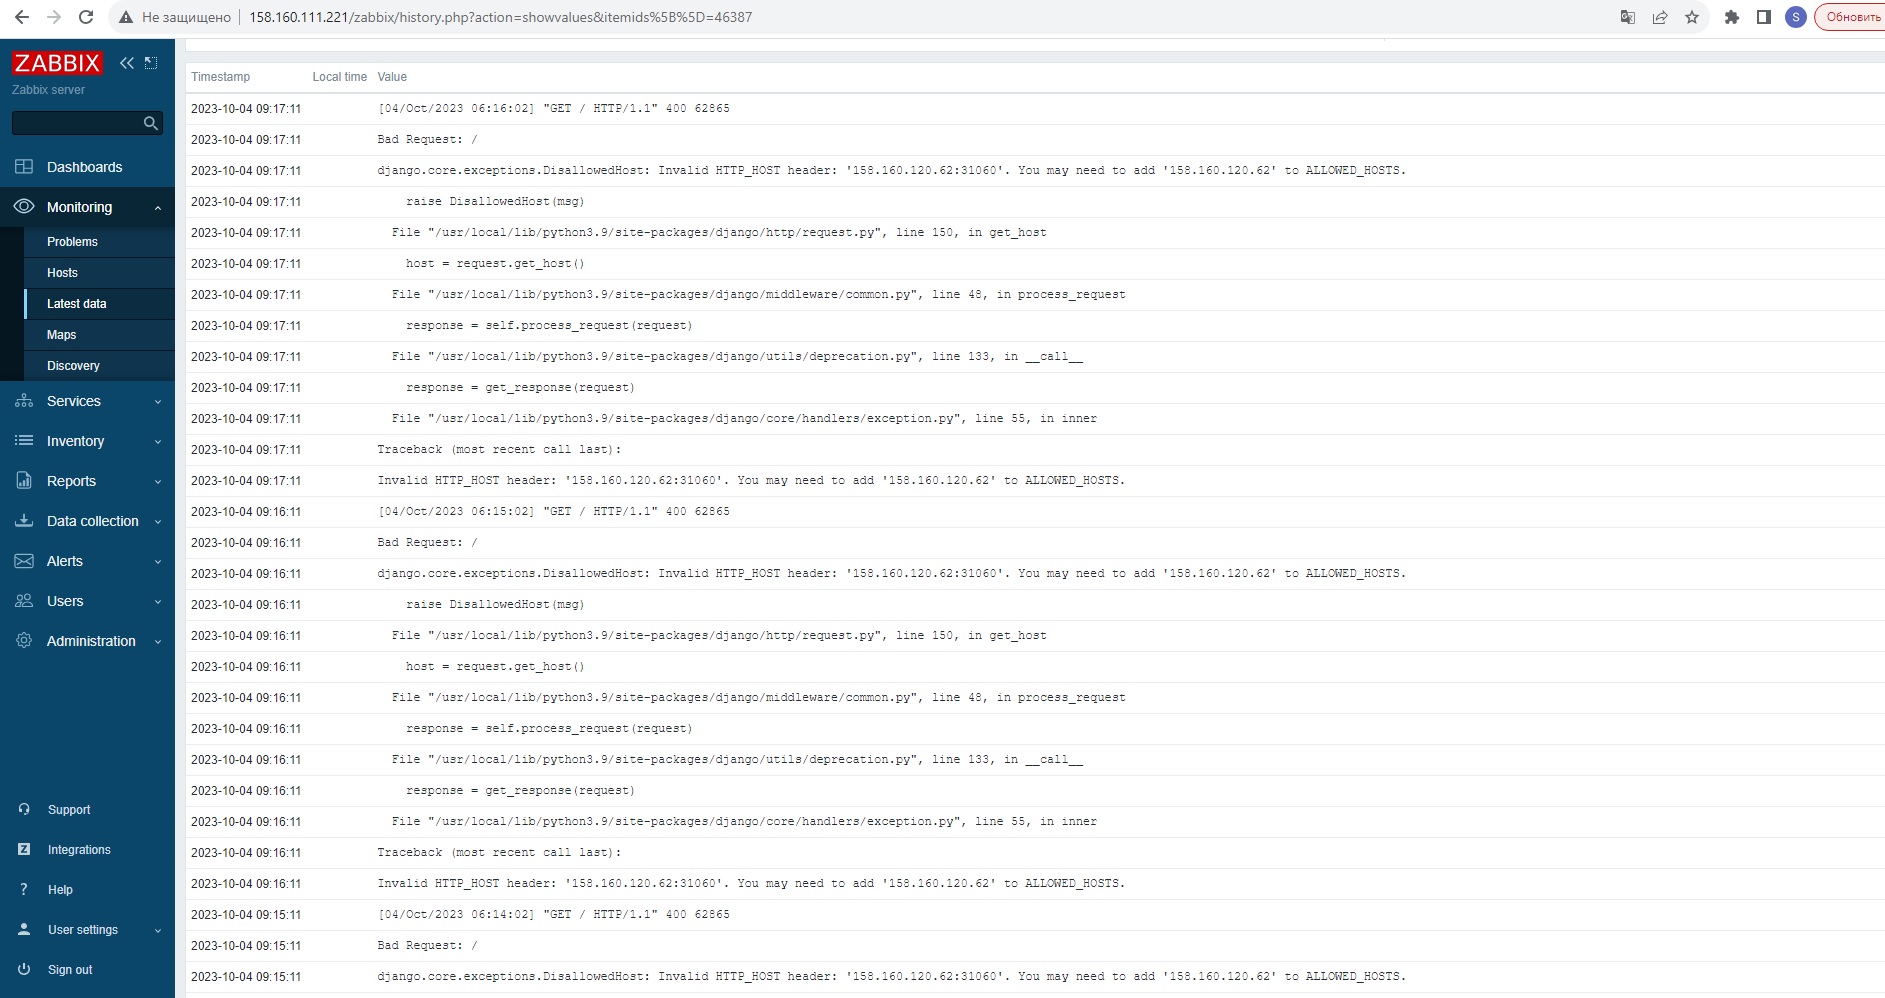 Не защищено 158.160.111.221/zabbix/history.php?action=showvalues&itemids%5B%5D=46387 S Обновить
ZABBIX
Zabbix server
Dashboards
Monitoring
Problems
Hosts
Latest data
Maps
Discovery
Services
Inventory
Reports
Data collection
Alerts
Users
Administration
Support
Z Integrations
? Help
User settings
Sign out
Timestamp Local time Value
2023-10-04 09:17:11 [04/Oct/2023 06:16:02] "GET / HTTP/1.1" 400 62865
2023-10-04 09:17:11 Bad Request: /
2023-10-04 09:17:11 django.core.exceptions.DisallowedHost: Invalid HTTP_HOST header: '158.160.120.62:31060'. You may need to add '158.160.120.62' to ALLOWED_HOSTS.
2023-10-04 09:17:11 raise DisallowedHost(msg)
2023-10-04 09:17:11 File "/usr/local/lib/python3.9/site-packages/django/http/request.py", line 150, in get_host
2023-10-04 09:17:11 host = request.get_host()
2023-10-04 09:17:11 File "/usr/local/lib/python3.9/site-packages/django/middleware/common.py", line 48, in process_request
2023-10-04 09:17:11 response = self.process_request(request)
2023-10-04 09:17:11 File "/usr/local/lib/python3.9/site-packages/django/utils/deprecation.py", line 133, in __call__
2023-10-04 09:17:11 response = get_response(request)
2023-10-04 09:17:11 File "/usr/local/lib/python3.9/site-packages/django/core/handlers/exception.py", line 55, in inner
2023-10-04 09:17:11 Traceback (most recent call last):
2023-10-04 09:17:11 Invalid HTTP_HOST header: '158.160.120.62:31060'. You may need to add '158.160.120.62' to ALLOWED_HOSTS.
2023-10-04 09:16:11 [04/Oct/2023 06:15:02] "GET / HTTP/1.1" 400 62865
2023-10-04 09:16:11 Bad Request: /
2023-10-04 09:16:11 django.core.exceptions.DisallowedHost: Invalid HTTP_HOST header: '158.160.120.62:31060'. You may need to add '158.160.120.62' to ALLOWED_HOSTS.
2023-10-04 09:16:11 raise DisallowedHost(msg)
2023-10-04 09:16:11 File "/usr/local/lib/python3.9/site-packages/django/http/request.py", line 150, in get_host
2023-10-04 09:16:11 host = request.get_host()
2023-10-04 09:16:11 File "/usr/local/lib/python3.9/site-packages/django/middleware/common.py", line 48, in process_request
2023-10-04 09:16:11 response = self.process_request(request)
2023-10-04 09:16:11 File "/usr/local/lib/python3.9/site-packages/django/utils/deprecation.py", line 133, in __call__
2023-10-04 09:16:11 response = get_response(request)
2023-10-04 09:16:11 File "/usr/local/lib/python3.9/site-packages/django/core/handlers/exception.py", line 55, in inner
2023-10-04 09:16:11 Traceback (most recent call last):
2023-10-04 09:16:11 Invalid HTTP_HOST header: '158.160.120.62:31060'. You may need to add '158.160.120.62' to ALLOWED_HOSTS.
2023-10-04 09:15:11 [04/Oct/2023 06:14:02] "GET / HTTP/1.1" 400 62865
2023-10-04 09:15:11 Bad Request: /
2023-10-04 09:15:11 django.core.exceptions.DisallowedHost: Invalid HTTP_HOST header: '158.160.120.62:31060'. You may need to add '158.160.120.62' to ALLOWED_HOSTS.